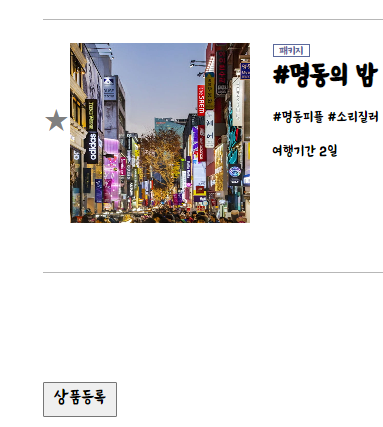 패키지
#명동의 밤
#명동피플 #소리질러
여행기간 2일
adidas
상품등록